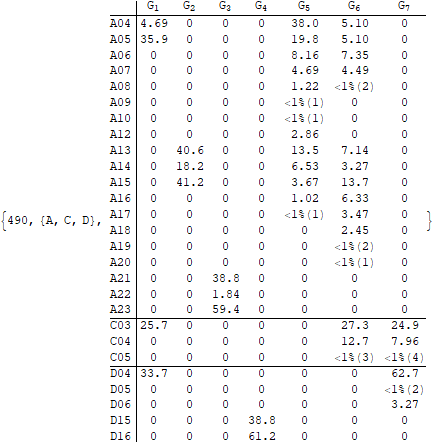 G1 G2 G3 G4 G5 G6 G7
A04 4.69 0 0 0 38.0 5.10 0
A05 35.9 0 0 0 19.8 5.10 0
A06 0 0 0 0 8.16 7.35 0
A07 0 0 0 0 4.69 4.49 0
A08 0 0 0 0 1.22 <1%(2) 0
A09 0 0 0 0 <1%(1) 0 0
A10 0 0 0 0 <1%(1) 0 0
A12 0 0 0 0 2.86 0 0
A13 0 40.6 0 0 13.5 7.14 0
A14 0 18.2 0 0 6.53 3.27 0
A15 0 41.2 0 0 3.67 13.7 0
A16 0 0 0 0 1.02 6.33 0
{490, {A, C, D}, A17 0 0 0 0 <1%(1) 3.47 0 }
A18 0 0 0 0 0 2.45 0
A19 0 0 0 0 0 <1%(2) 0
A20 0 0 0 0 0 <1%(1) 0
A21 0 0 38.8 0 0 0 0
A22 0 0 1.84 0 0 0 0
A23 0 0 59.4 0 0 0 0
C03 25.7 0 0 0 0 27.3 24.9
C04 0 0 0 0 0 12.7 7.96
C05 0 0 0 0 0 <1%(3) <1%(4)
D04 33.7 0 0 0 0 0 62.7
D05 0 0 0 0 0 0 <1%(2)
D06 0 0 0 0 0 0 3.27
D15 0 0 0 38.8 0 0 0
D16 0 0 0 61.2 0 0 0